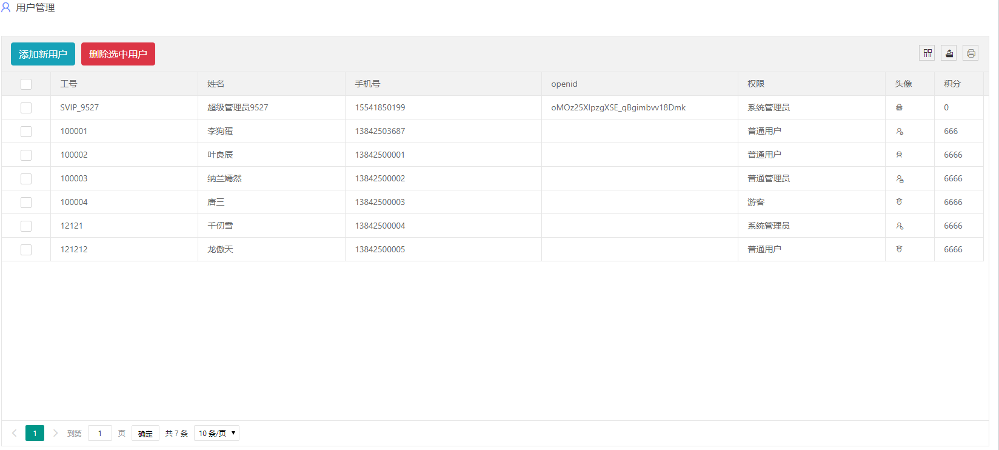 用户管理
添加新用户 删除选中用户
工号 姓名 手机号 openid 权限 头像 积分
SVIP_9527 超级管理员9527 15541850199 oMOz25XIpzgXSE_qBgimbvv18Dmk 系统管理员 0
100001 李狗蛋 13842503687 普通用户 666
100002 叶良辰 13842500001 普通用户 6666
100003 纳兰嫣然 13842500002 普通管理员 6666
100004 唐三 13842500003 游客 6666
12121 千仞雪 13842500004 系统管理员 6666
121212 龙傲天 13842500005 普通用户 6666
1 到第 1 页 确定 共 7 条 10 条/页